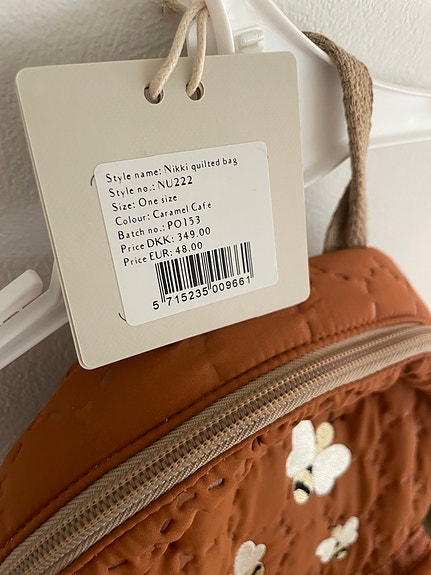 Style name: Nikki quilted bag
Style no.: NU222
Size: One size
Colour: Caramel Cafe
Batch no.: PO153
Price DKK: 349.00
Price EUR: 48.00
5 715235 009661